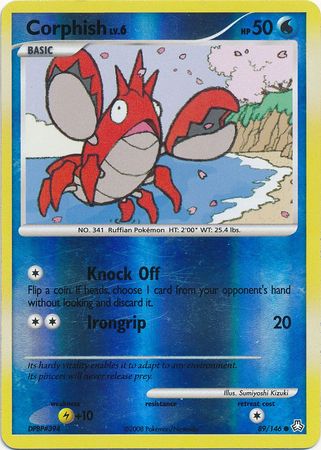 Corphish LV.6 HP 50
BASIC
NO. 341 Ruffian Pokémon HT: 2'00" WT: 25.4 lbs.
Knock Off
Flip a coin. If heads, choose 1 card from your opponent's hand
without looking and discard it.
Irongrip 20
Its hardy vitality enables it to adapt to any environment.
Its pincers will never release prey.
Illus. Sumiyoshi Kizuki
weakness resistance retreat cost
+10
DPBP#394 ©2008 Pokémon/Nintendo 89/146